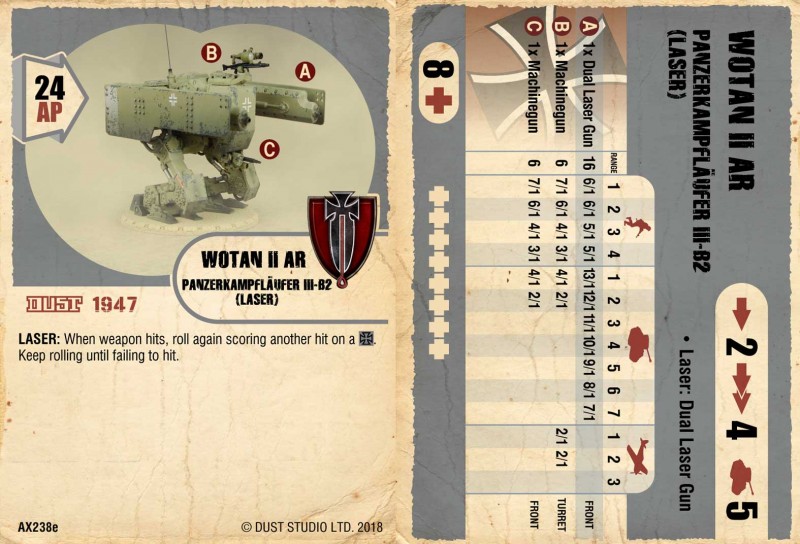 24
AP
B
A
C
WOTAN II AR
PANZERKAMPFLÄUFER III-B2
(LASER)
DUST 1947
LASER: When weapon hits, roll again scoring another hit on a .
Keep rolling until failing to hit.
AX238e
© DUST STUDIO LTD. 2018
WOTAN II AR
PANZERKAMPFLÄUFER III-B2
(LASER)
2 4 5
8
• Laser: Dual Laser Gun
RANGE 1 2 3 4 1 2 3 4 5 6 7 1 2 3
A 1x Dual Laser Gun 16 6/1 6/1 5/1 5/1 13/1 12/1 11/1 10/1 9/1 8/1 7/1 FRONT
B 1x Machinegun 6 7/1 6/1 4/1 3/1 4/1 2/1 2/1 2/1 TURRET
C 1x Machinegun 6 7/1 6/1 4/1 3/1 4/1 2/1 FRONT